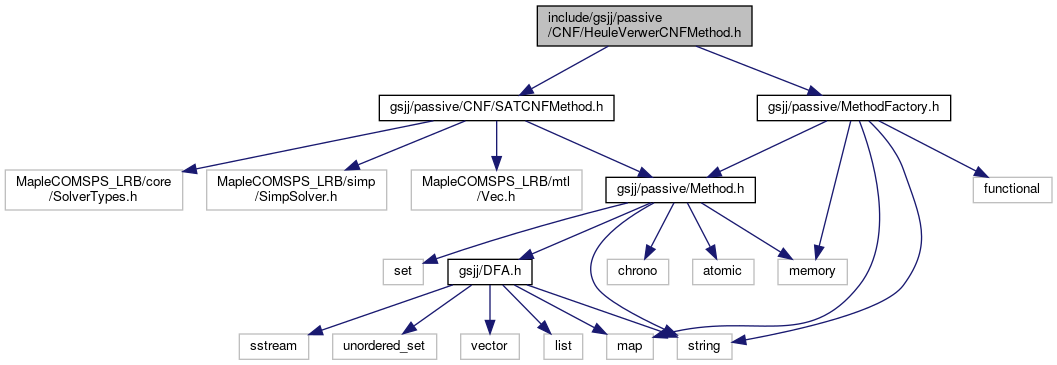 include/gsjj/passive
/CNF/HeuleVerwerCNFMethod.h
gsjj/passive/CNF/SATCNFMethod.h
gsjj/passive/MethodFactory.h
MapleCOMSPS_LRB/core
/SolverTypes.h
MapleCOMSPS_LRB/simp
/SimpSolver.h
MapleCOMSPS_LRB/mtl
/Vec.h
gsjj/passive/Method.h
functional
set
gsjj/DFA.h
chrono
atomic
memory
sstream
unordered_set
vector
list
map
string